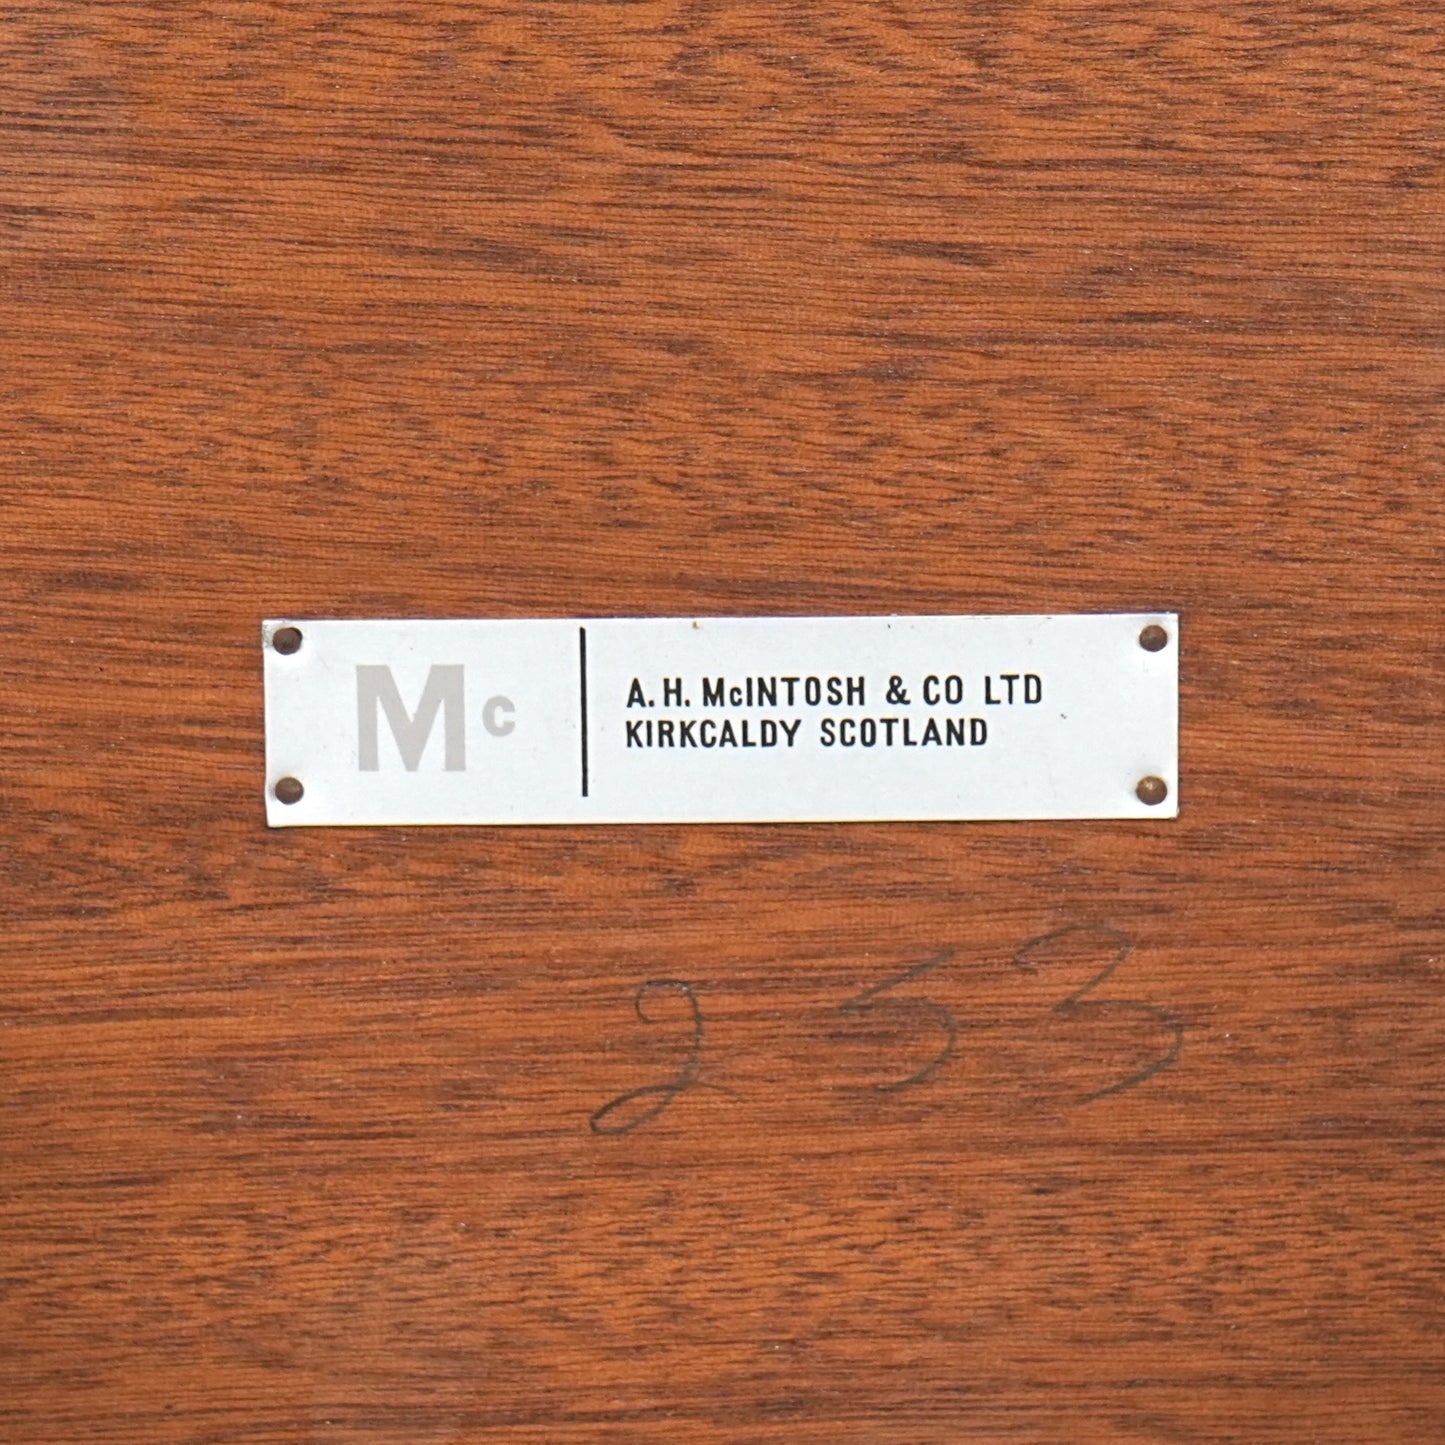 Mc
A. H. McINTOSH & CO LTD
KIRKCALDY SCOTLAND
253